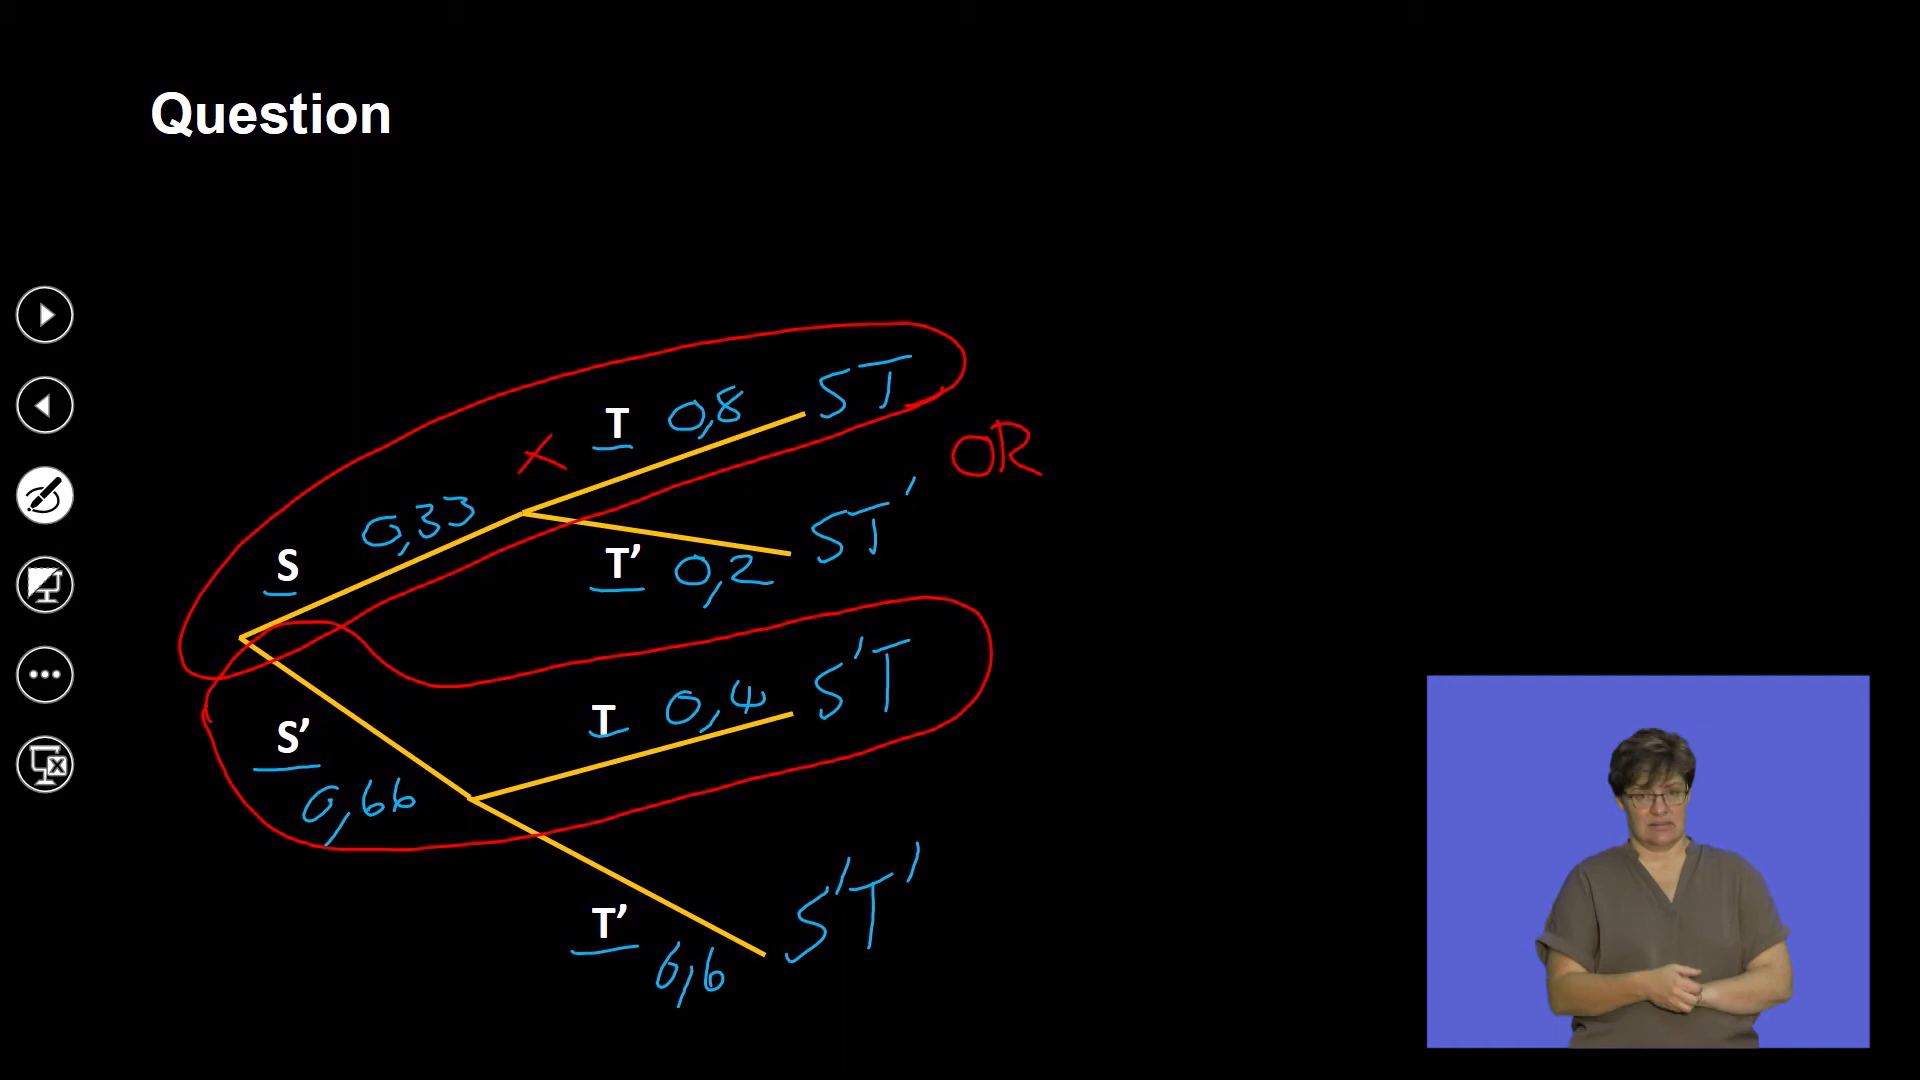 Question
T 0,8 ST
OR
× 
S 0,33
T’ 0,2 ST'
S’ 0,66
T 0,4 S'T
T’ 0,6 S'T'